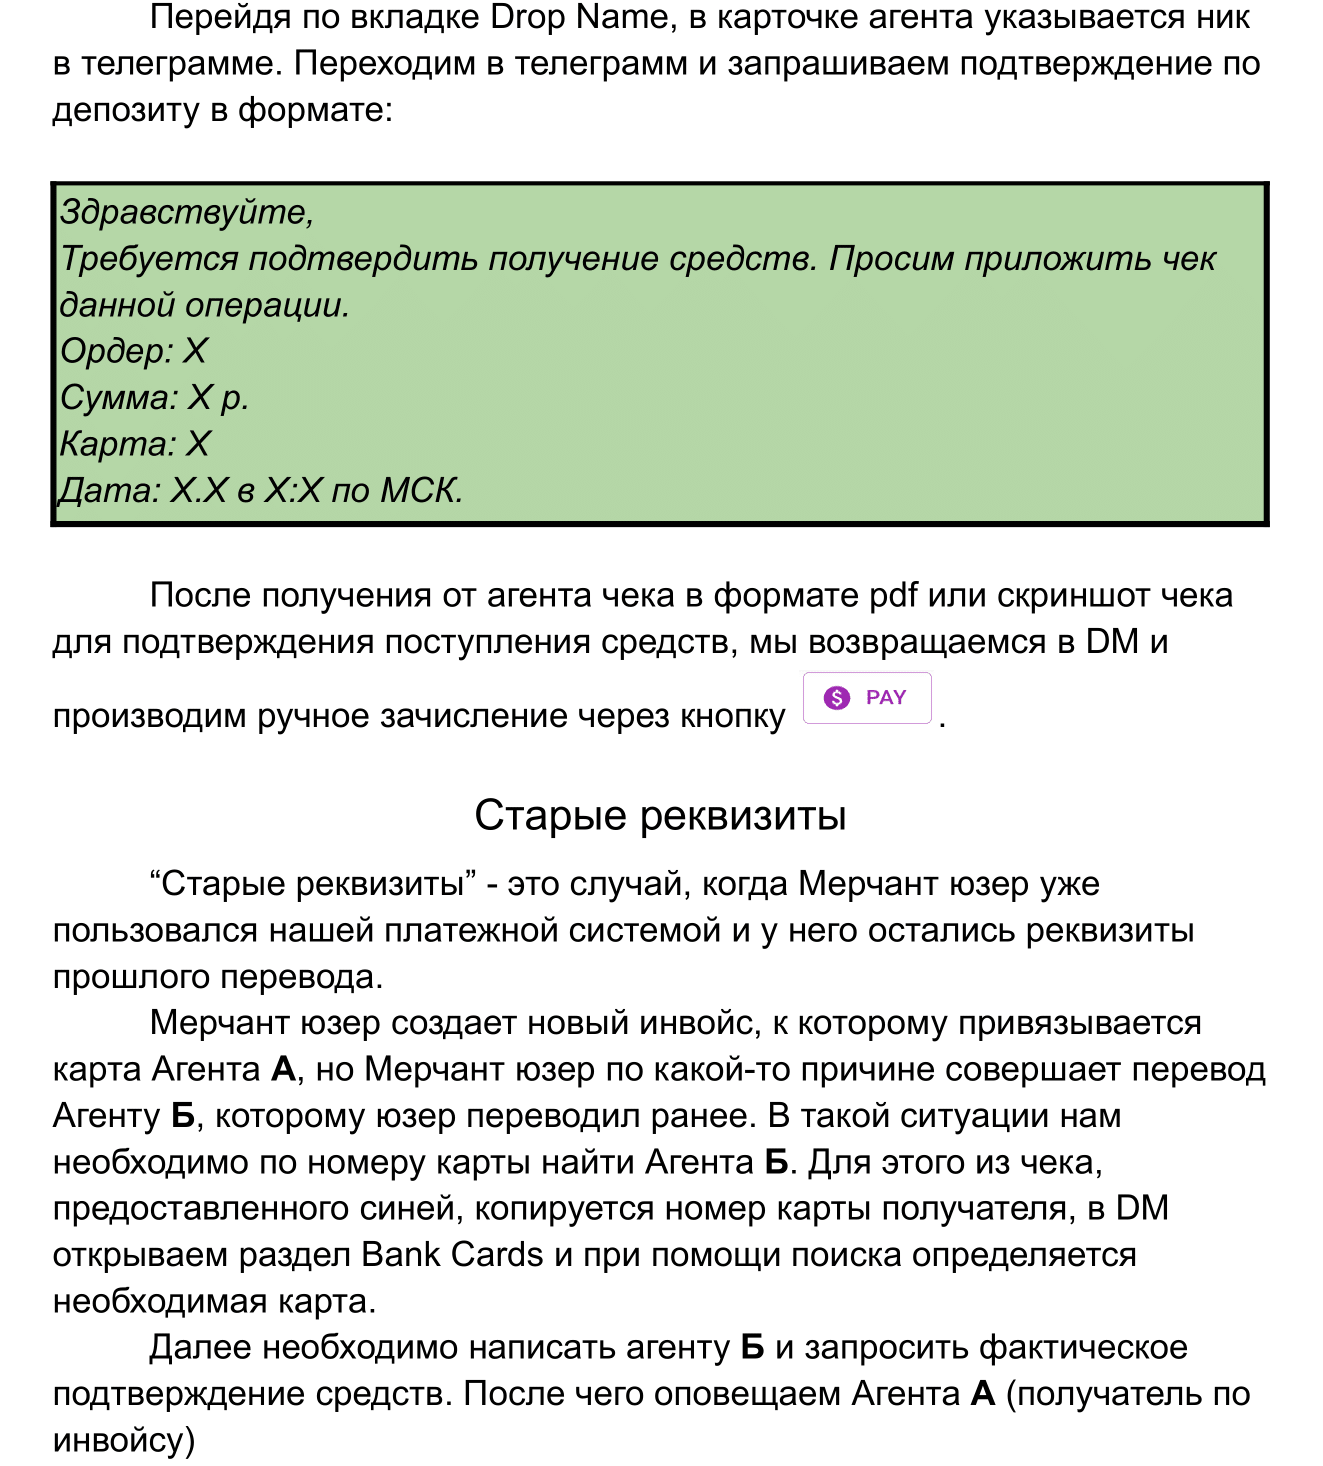 Перейдя по вкладке Drop Name, в карточке агента указывается ник
в телеграмме. Переходим в телеграмм и запрашиваем подтверждение по
депозиту в формате:
Здравствуйте,
Требуется подтвердить получение средств. Просим приложить чек
данной операции.
Ордер: X
Сумма: X р.
Карта: X
Дата: X.X в X:X по МСК.
После получения от агента чека в формате pdf или скриншот чека
для подтверждения поступления средств, мы возвращаемся в DM и
производим ручное зачисление через кнопку $ PAY .
Старые реквизиты
“Старые реквизиты” - это случай, когда Мерчант юзер уже
пользовался нашей платежной системой и у него остались реквизиты
прошлого перевода.
Мерчант юзер создает новый инвойс, к которому привязывается
карта Агента А, но Мерчант юзер по какой-то причине совершает перевод
Агенту Б, которому юзер переводил ранее. В такой ситуации нам
необходимо по номеру карты найти Агента Б. Для этого из чека,
предоставленного синей, копируется номер карты получателя, в DM
открываем раздел Bank Cards и при помощи поиска определяется
необходимая карта.
Далее необходимо написать агенту Б и запросить фактическое
подтверждение средств. После чего оповещаем Агента А (получатель по
инвойсу)